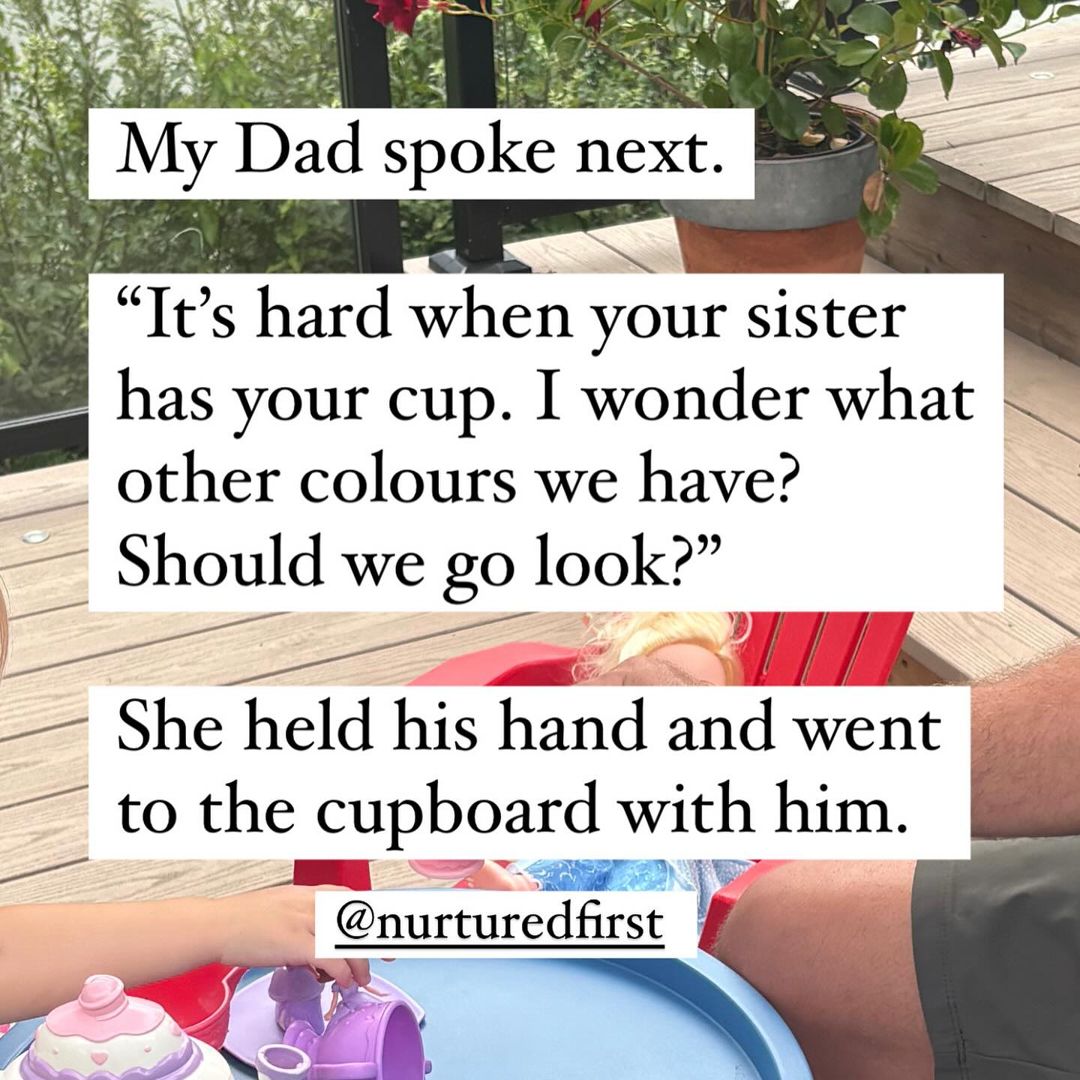 My Dad spoke next.
“It’s hard when your sister
has your cup. I wonder what
other colours we have?
Should we go look?”
She held his hand and went
to the cupboard with him.
@nurturedfirst